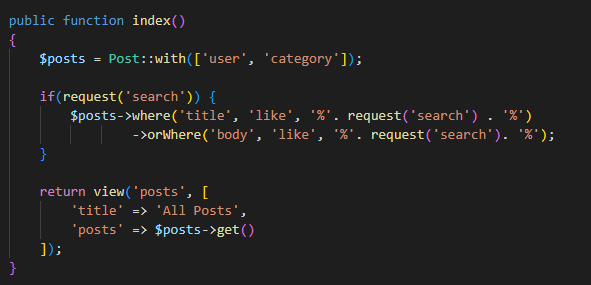 public function index()
{
    $posts = Post::with(['user', 'category']);
    if(request('search')) {
        $posts->where('title', 'like', '%'. request('search') . '%')
                ->orWhere('body', 'like', '%'. request('search'). '%');
    }
    return view('posts', [
        'title' => 'All Posts',
        'posts' => $posts->get()
    ]);
}